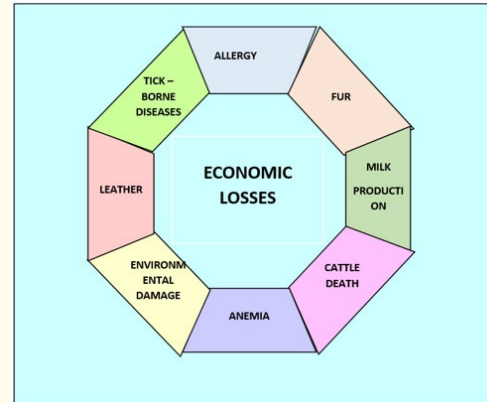 ALLERGY
FUR
MILK
PRODUCTI
ON
CATTLE
DEATH
ANEMIA
ENVIRONM
ENTAL
DAMAGE
LEATHER
TICK –
BORNE
DISEASES
ECONOMIC
LOSSES